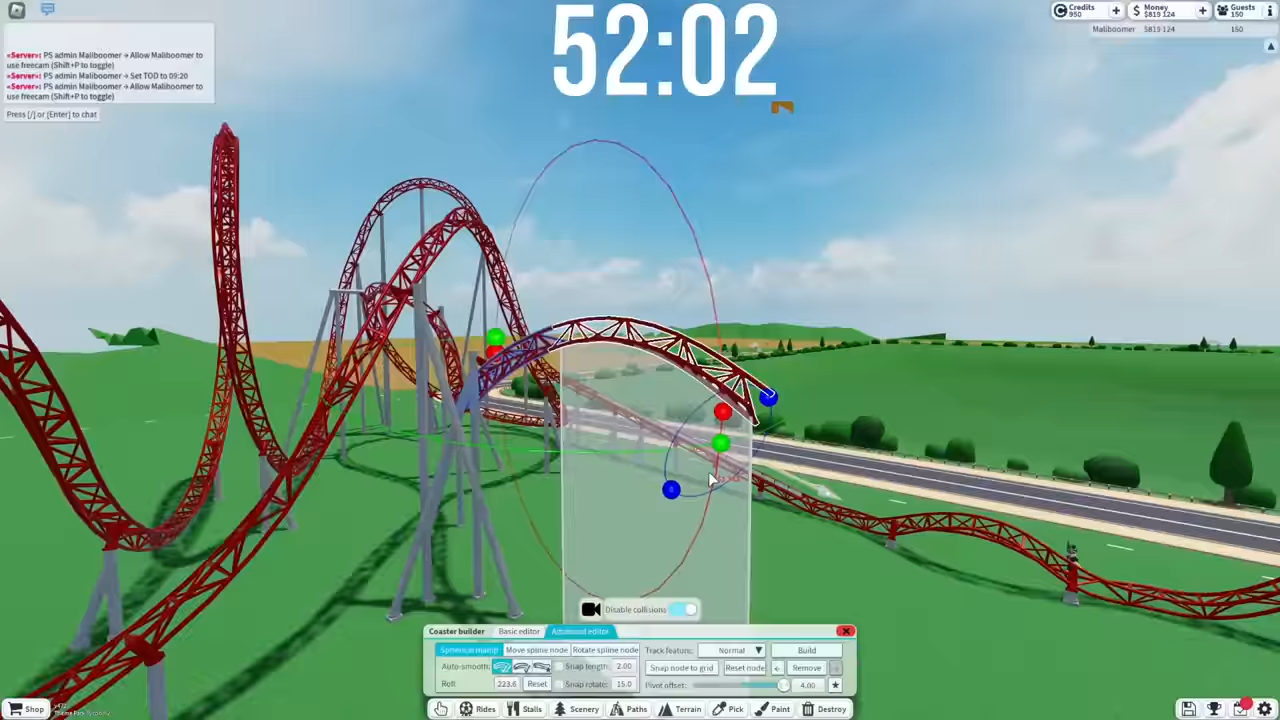 52:02
Credits
950
Money
$819 124
Guests
150
Maliboomer $819 124 150
«Server»: PS admin Maliboomer → Allow Maliboomer to
use freecam (Shift+P to toggle)
«Server»: PS admin Maliboomer → Set TOD to 09:20
«Server»: PS admin Maliboomer → Allow Maliboomer to
use freecam (Shift+P to toggle)
Press [/] or [Enter] to chat
Disable collisions
Coaster builder Basic editor Advanced editor
Move spline node Rotate spline node Track feature: Normal Build
Auto-smooth: Snap length: 2.00 Snap node to grid Reset node Remove
Roll: 223.6 Reset Snap rotate: 15.0 Pivot offset: 4.00
Shop Rides Stalls Scenery Paths Terrain Pick Paint Destroy